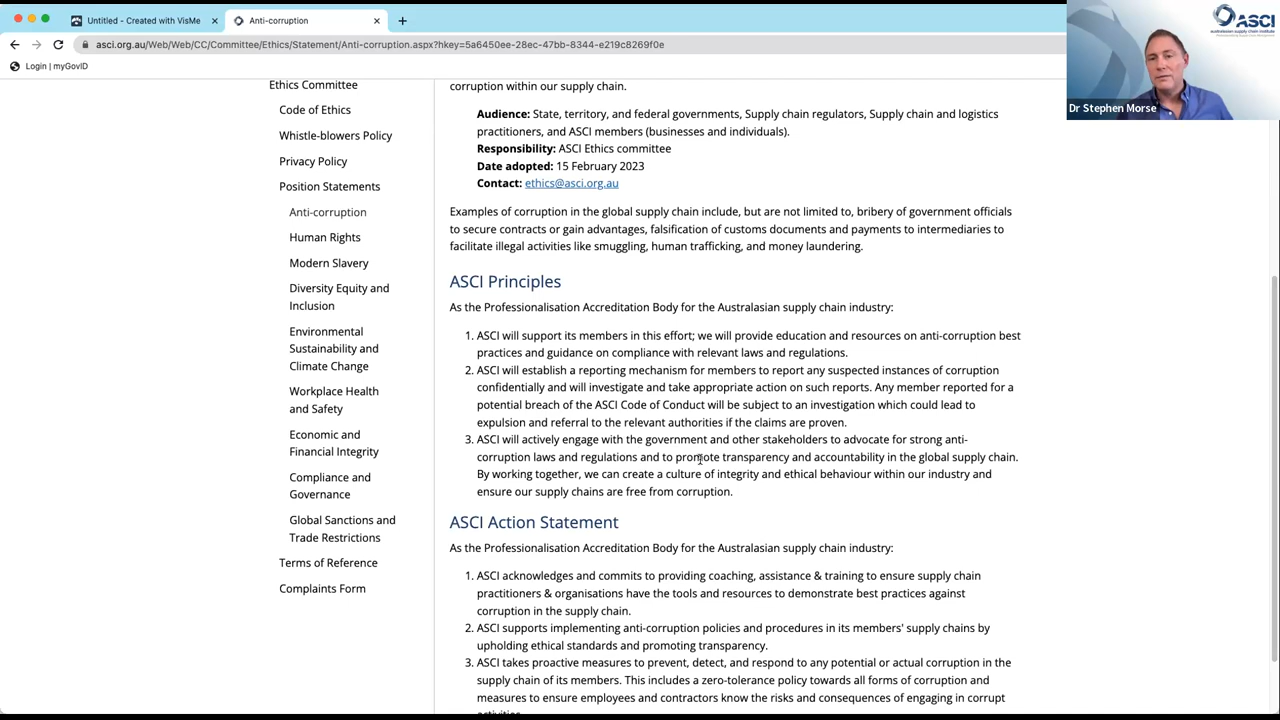 Untitled - Created with VisMe
Anti-corruption
asci.org.au/Web/Web/CC/Committee/Ethics/Statement/Anti-corruption.aspx?hkey=5a6450ee-28ec-47bb-8344-e219c8269f0e
Login | myGovID
ASCI
australasian supply chain institute
Dr Stephen Morse
Ethics Committee
Code of Ethics
Whistle-blowers Policy
Privacy Policy
Position Statements
Anti-corruption
Human Rights
Modern Slavery
Diversity Equity and
Inclusion
Environmental
Sustainability and
Climate Change
Workplace Health
and Safety
Economic and
Financial Integrity
Compliance and
Governance
Global Sanctions and
Trade Restrictions
Terms of Reference
Complaints Form
corruption within our supply chain.
Audience: State, territory, and federal governments, Supply chain regulators, Supply chain and logistics
practitioners, and ASCI members (businesses and individuals).
Responsibility: ASCI Ethics committee
Date adopted: 15 February 2023
Contact: ethics@asci.org.au
Examples of corruption in the global supply chain include, but are not limited to, bribery of government officials
to secure contracts or gain advantages, falsification of customs documents and payments to intermediaries to
facilitate illegal activities like smuggling, human trafficking, and money laundering.
ASCI Principles
As the Professionalisation Accreditation Body for the Australasian supply chain industry:
1. ASCI will support its members in this effort; we will provide education and resources on anti-corruption best
practices and guidance on compliance with relevant laws and regulations.
2. ASCI will establish a reporting mechanism for members to report any suspected instances of corruption
confidentially and will investigate and take appropriate action on such reports. Any member reported for a
potential breach of the ASCI Code of Conduct will be subject to an investigation which could lead to
expulsion and referral to the relevant authorities if the claims are proven.
3. ASCI will actively engage with the government and other stakeholders to advocate for strong anti-
corruption laws and regulations and to promote transparency and accountability in the global supply chain.
By working together, we can create a culture of integrity and ethical behaviour within our industry and
ensure our supply chains are free from corruption.
ASCI Action Statement
As the Professionalisation Accreditation Body for the Australasian supply chain industry:
1. ASCI acknowledges and commits to providing coaching, assistance & training to ensure supply chain
practitioners & organisations have the tools and resources to demonstrate best practices against
corruption in the supply chain.
2. ASCI supports implementing anti-corruption policies and procedures in its members' supply chains by
upholding ethical standards and promoting transparency.
3. ASCI takes proactive measures to prevent, detect, and respond to any potential or actual corruption in the
supply chain of its members. This includes a zero-tolerance policy towards all forms of corruption and
measures to ensure employees and contractors know the risks and consequences of engaging in corrupt